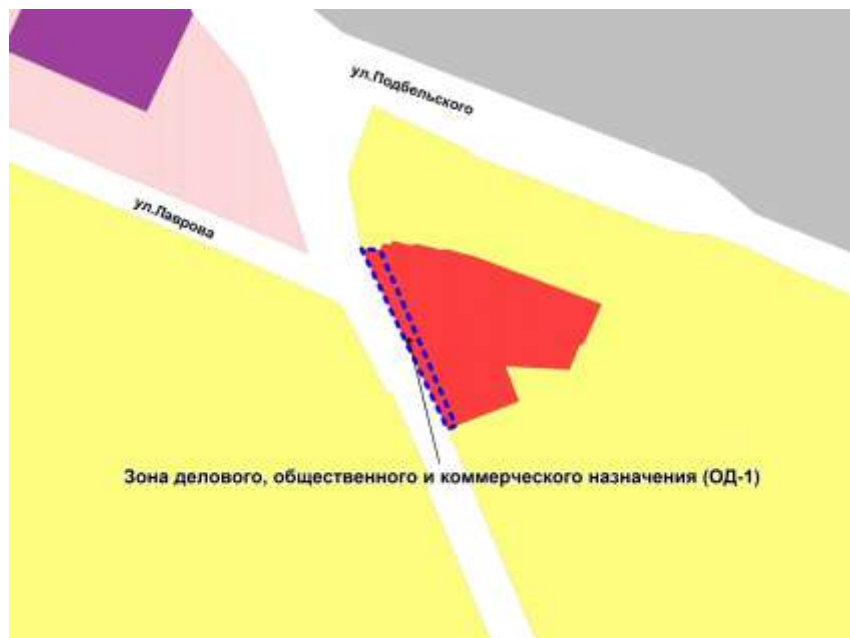 ул.Подбельского
ул.Лаврова
Зона делового, общественного и коммерческого назначения (ОД-1)